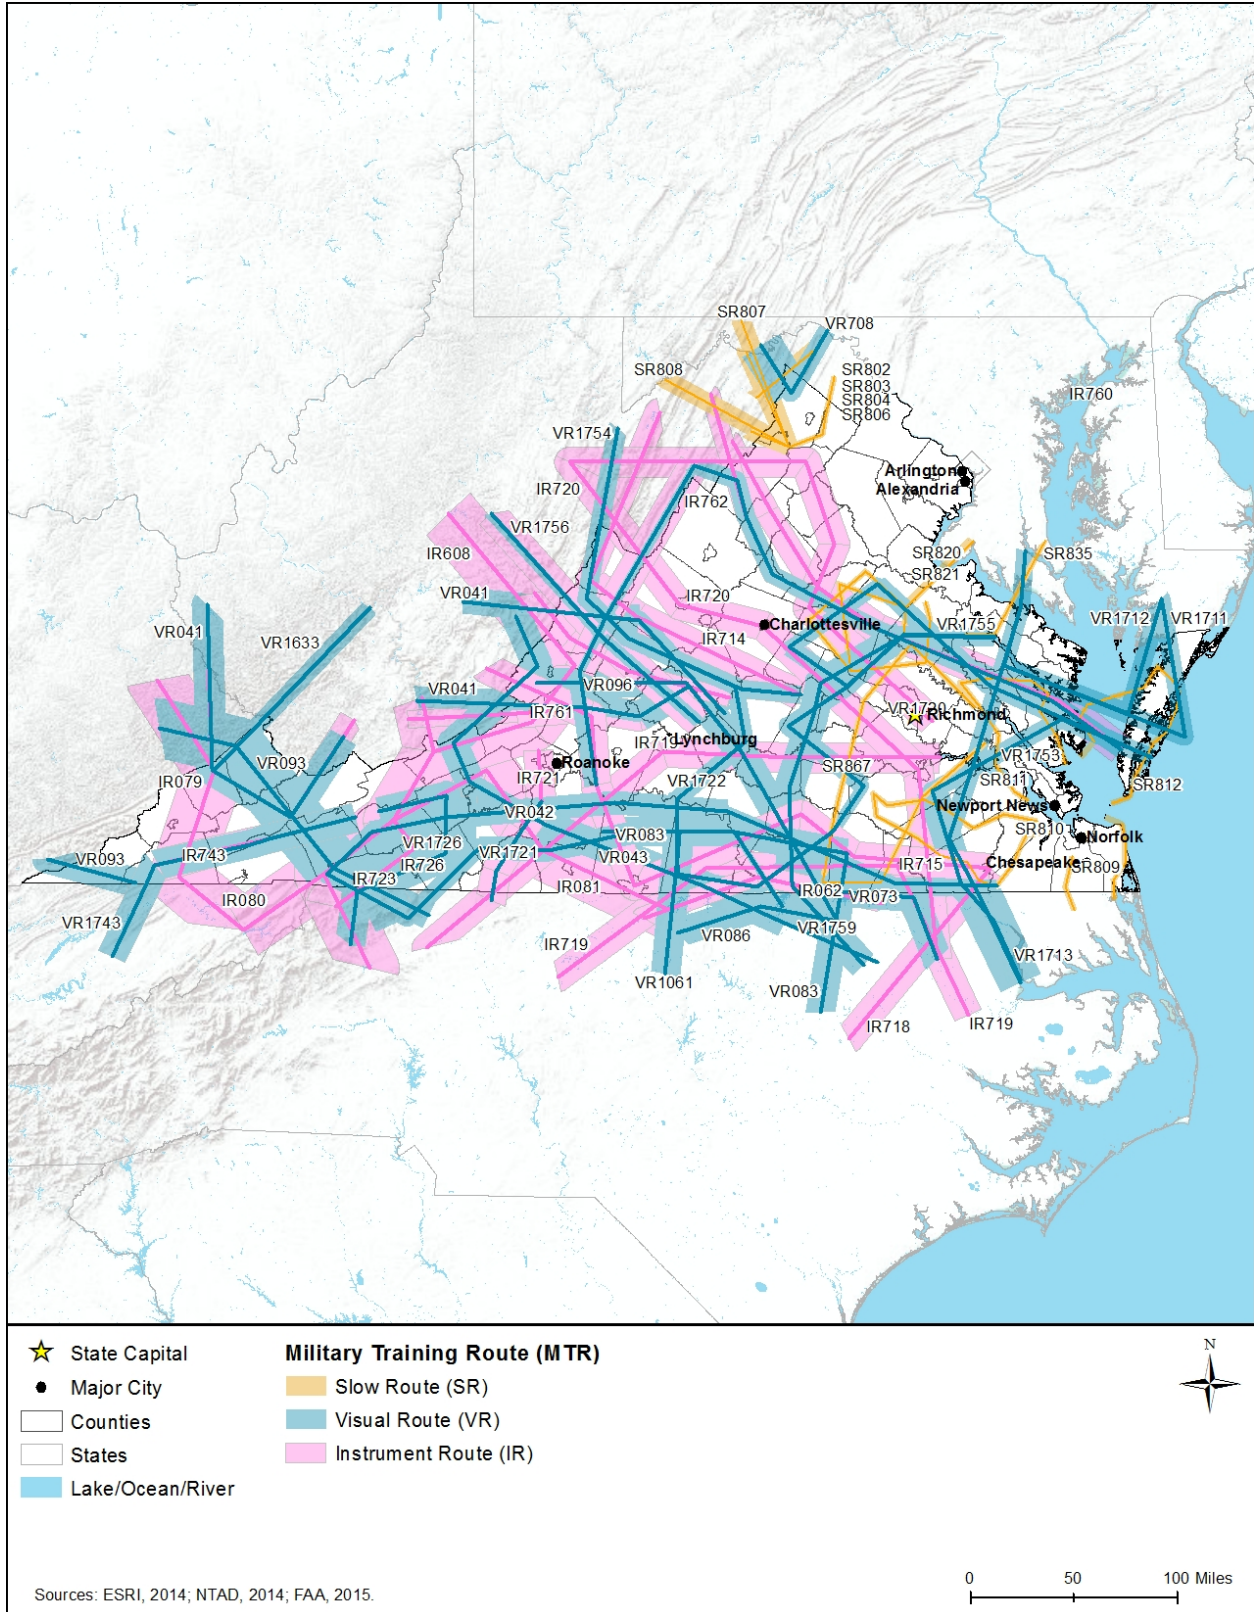 SR807
VR708
SR808
SR802
SR803
SR804
SR806
IR760
VR1754
Arlington
Alexandria
IR720
IR762
VR1756
IR608
SR820
SR835
SR821
VR041
IR720
VR041
VR1633
Charlottesville
VR1755
VR1712
VR1711
IR714
VR041
VR096
IR761
VR1720
Richmond
IR719
Lynchburg
VR093
Roanoke
VR1753
IR079
IR721
VR1722
SR867
SR811
SR812
Newport News
VR042
SR810
VR083
Norfolk
VR1726
VR1721
VR043
IR743
VR093
IR726
IR715
Chesapeake
SR809
IR723
IR081
IR062
VR073
IR080
VR1743
VR086
VR1759
IR719
VR1713
VR1061
VR083
IR718
IR719
State Capital
Major City
Counties
States
Lake/Ocean/River
Military Training Route (MTR)
Slow Route (SR)
Visual Route (VR)
Instrument Route (IR)
N
Sources: ESRI, 2014; NTAD, 2014; FAA, 2015.
0 50 100 Miles